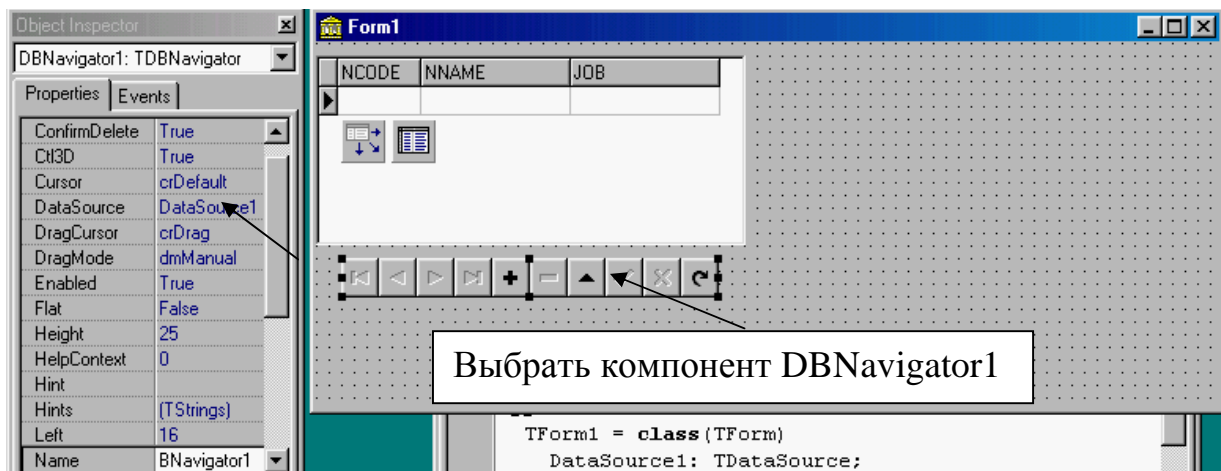 Object Inspector
DBNavigator1: TDBNavigator
Properties Events
ConfirmDelete True
Ctl3D True
Cursor crDefault
DataSource DataSource1
DragCursor crDrag
DragMode dmManual
Enabled True
Flat False
Height 25
HelpContext 0
Hint
Hints (TStrings)
Left 16
Name BNavigator1
Form1
NCODE NNAME JOB
Выбрать компонент DBNavigator1
TForm1 = class(TForm)
DataSource1: TDataSource;